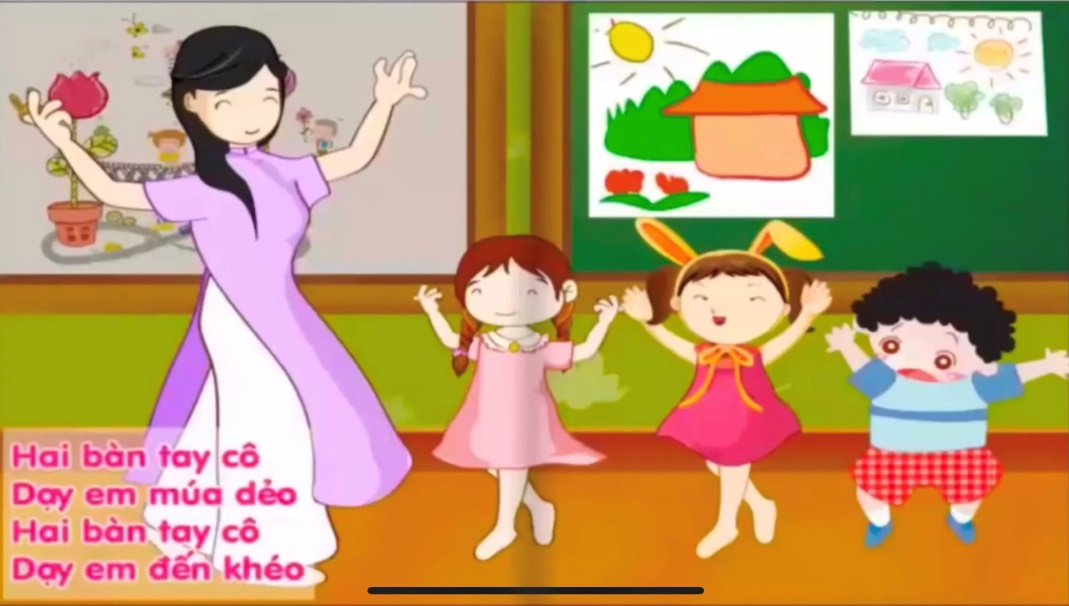 Hai bàn tay cô
Dạy em múa dẻo
Hai bàn tay cô
Dạy em đến khéo